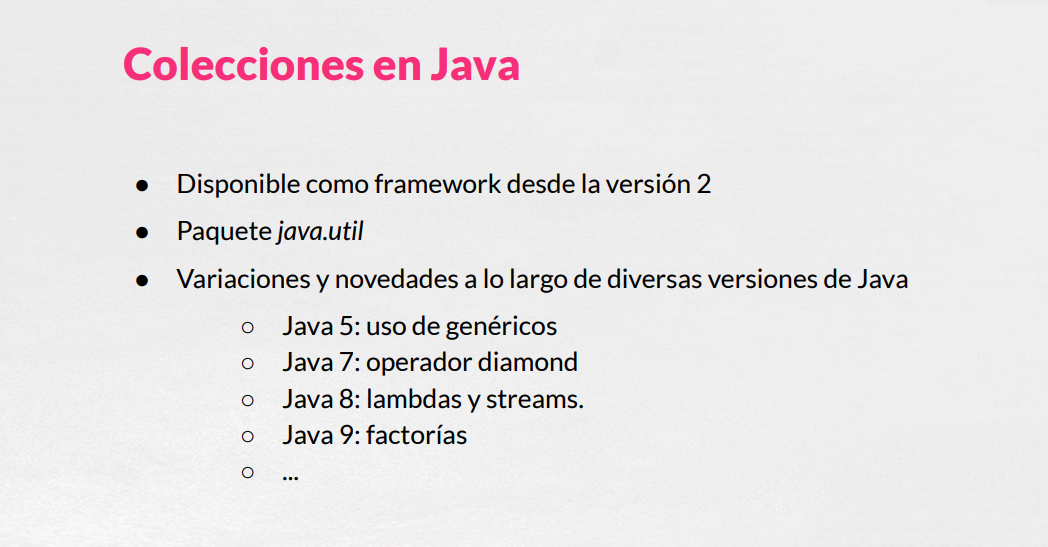 Colecciones en Java
● Disponible como framework desde la versión 2
● Paquete java.util
● Variaciones y novedades a lo largo de diversas versiones de Java
○ Java 5: uso de genéricos
○ Java 7: operador diamond
○ Java 8: lambdas y streams.
○ Java 9: factorías
○ ...